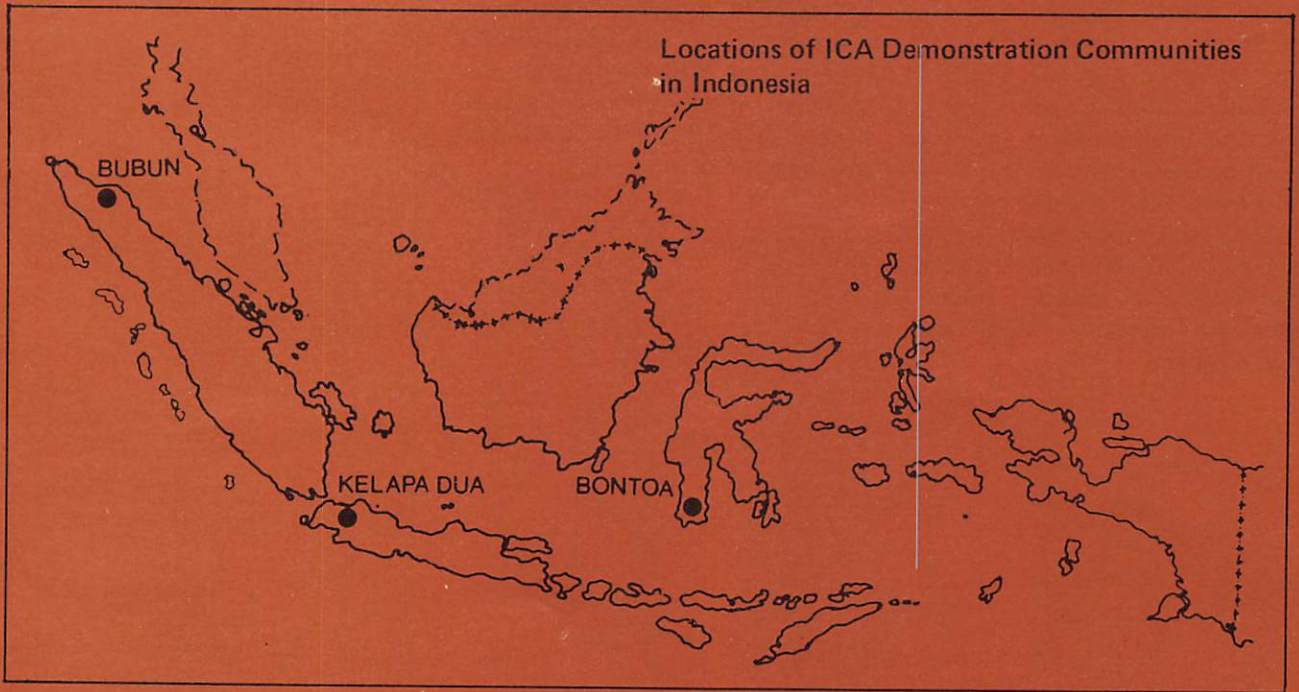 Locations of ICA Demonstration Communities
in Indonesia
BUBUN
KELAPA DUA
BONTOA